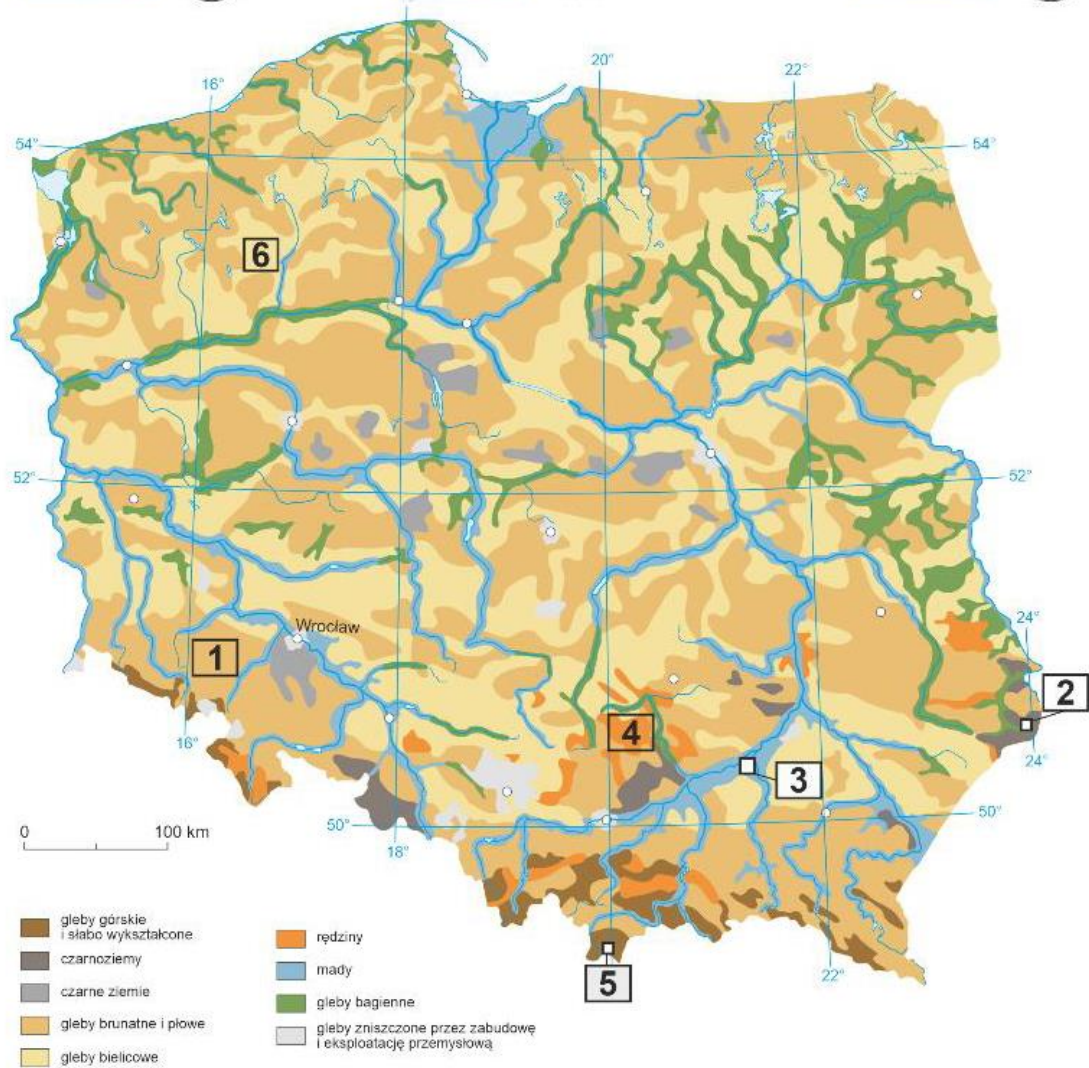 16°
20°
22°
54°
54°
6
52°
52°
Wrocław
24°
1
2
16°
4
24°
3
0
100 km
50°
50°
18°
22°
5
gleby górskie
i słabo wykształcone
czarnoziemy
czarne ziemie
gleby brunatne i płowe
gleby bielicowe
rędziny
mady
gleby bagienne
gleby zniszczone przez zabudowę
i eksploatację przemysłową